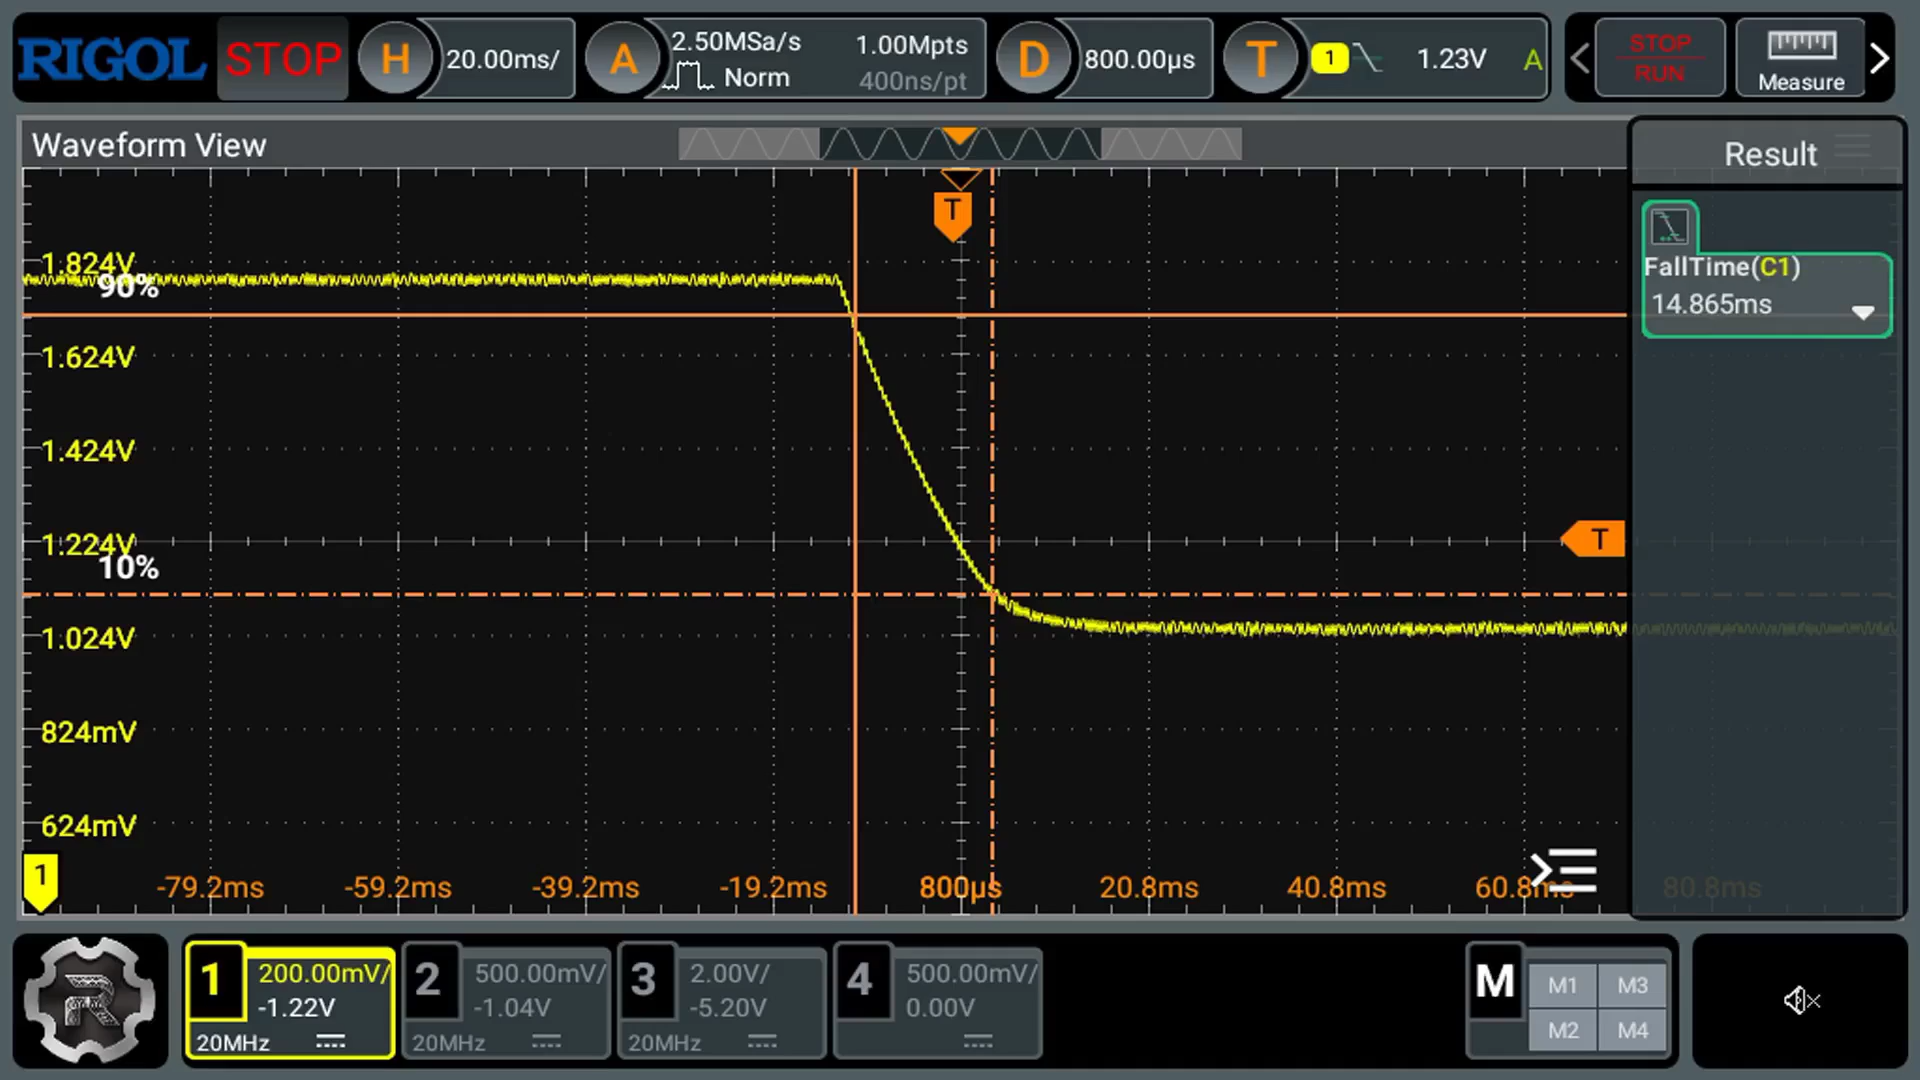 RIGOL STOP H 20.00ms/ A 2.50MSa/s 1.00Mpts D 800.00μs T 1 1.23V A STOP Measure
Norm 400ns/pt RUN
Waveform View
Result
T
1.824V
90%
FallTime(C1)
14.865ms
1.624V
1.424V
1.224V
T
10%
1.024V
824mV
624mV
1
-79.2ms -59.2ms -39.2ms -19.2ms 800μs 20.8ms 40.8ms 60.8ms 80.8ms
1 200.00mV/ 2 500.00mV/ 3 2.00V/ 4 500.00mV/ M M1 M3
-1.22V -1.04V -5.20V 0.00V
20MHz 20MHz 20MHz M2 M4
R